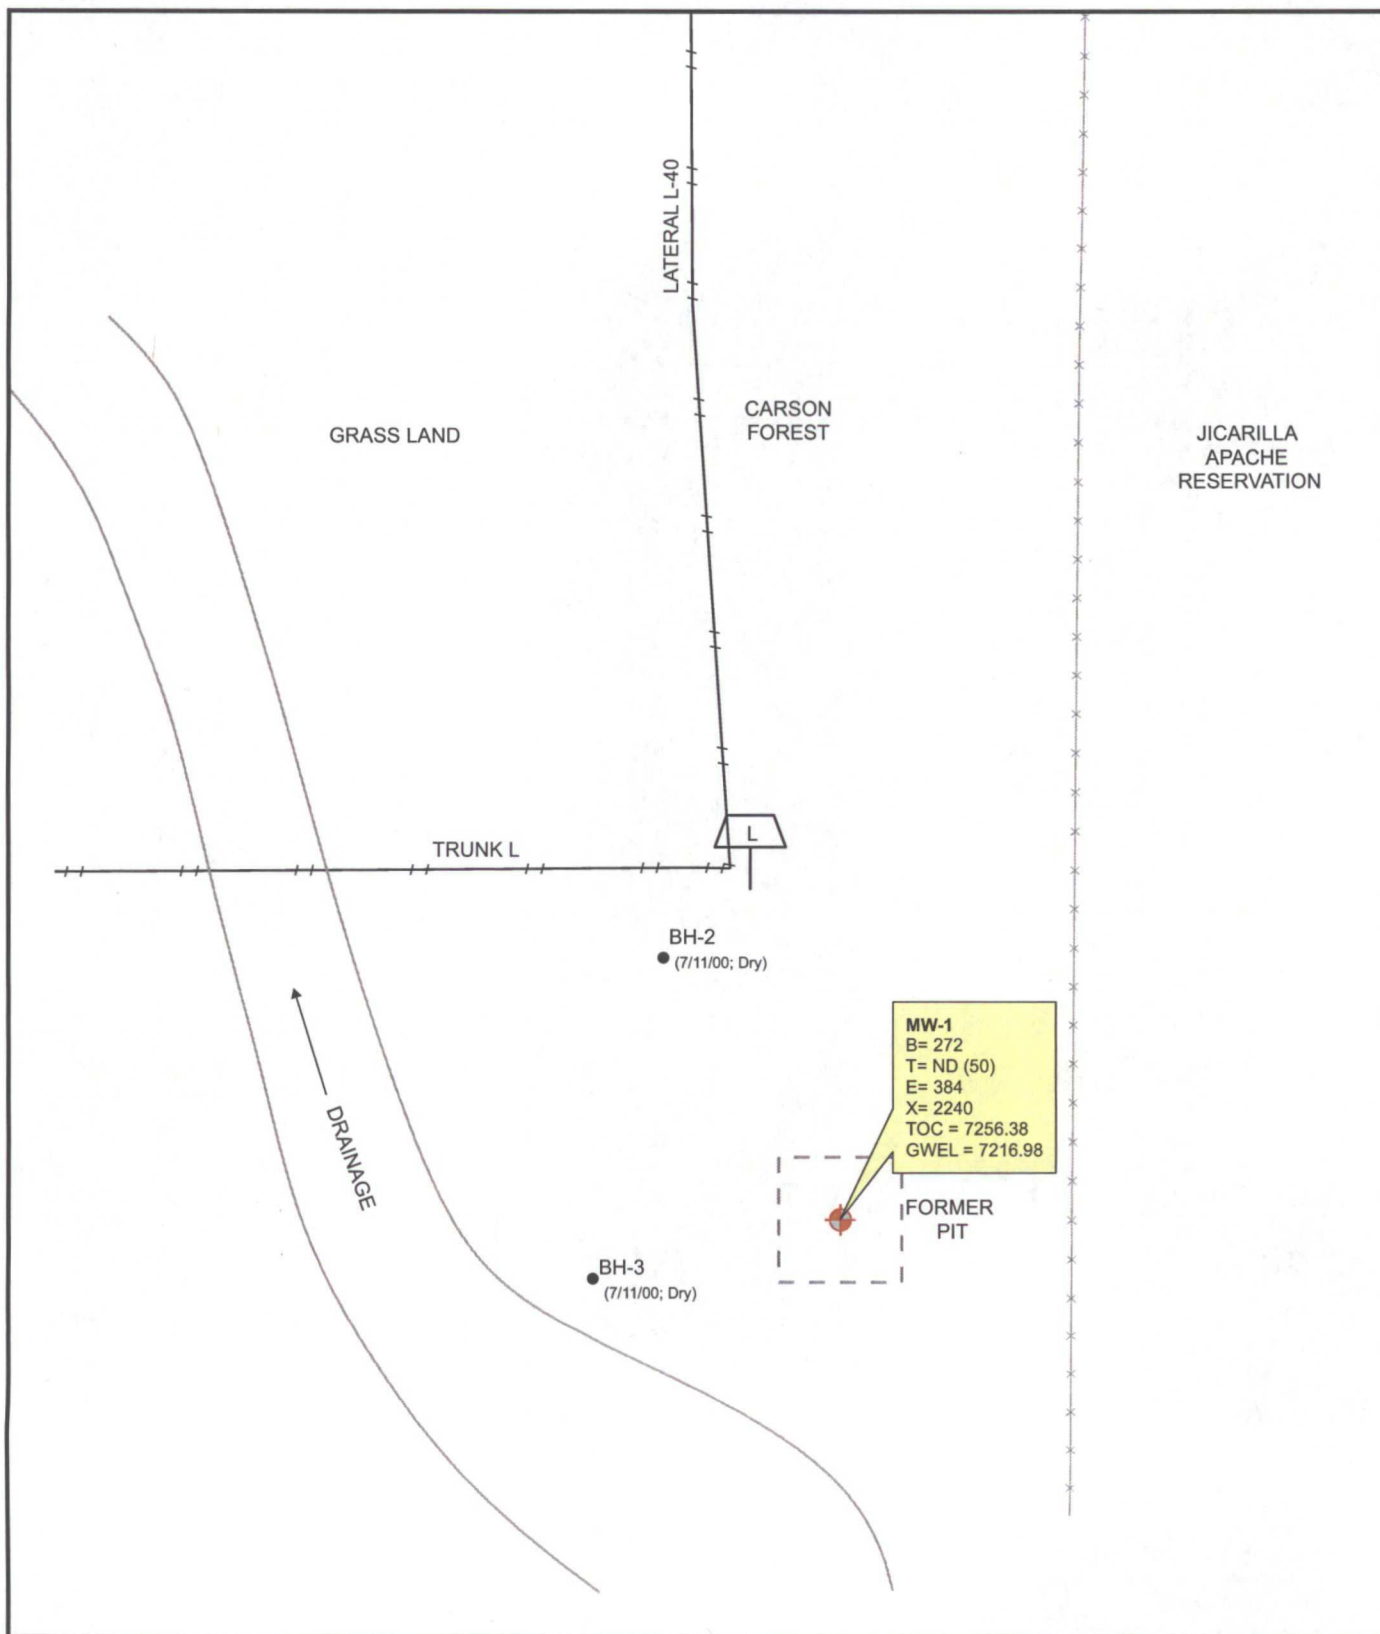 LATERAL L-40
GRASS LAND
CARSON
FOREST
JICARILLA
APACHE
RESERVATION
TRUNK L
L
BH-2
(7/11/00; Dry)
MW-1
B= 272
T= ND (50)
E= 384
X= 2240
TOC = 7256.38
GWEL = 7216.98
DRAINAGE
FORMER
PIT
BH-3
(7/11/00; Dry)